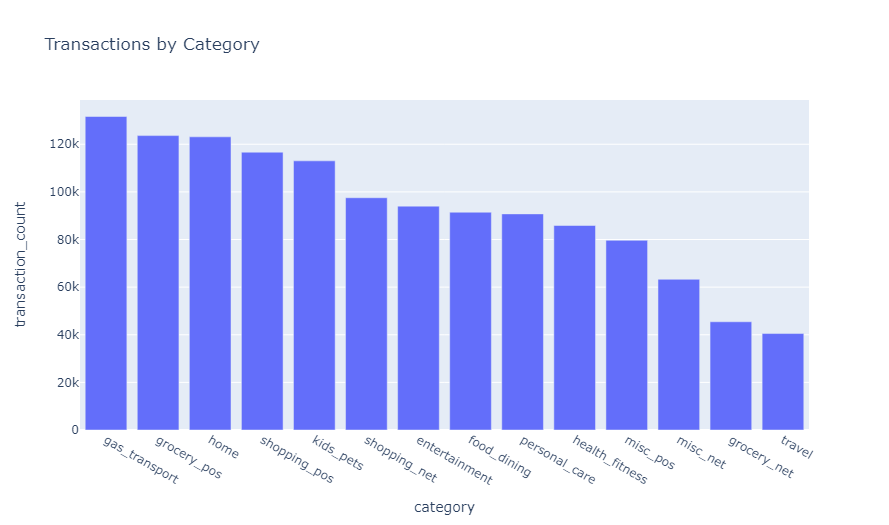 Transactions by Category
transaction_count
120k
100k
80k
60k
40k
20k
0
gas_transport
grocery_pos
home
shopping_pos
kids_pets
shopping_net
entertainment
food_dining
personal_care
health_fitness
misc_pos
misc_net
grocery_net
travel
category